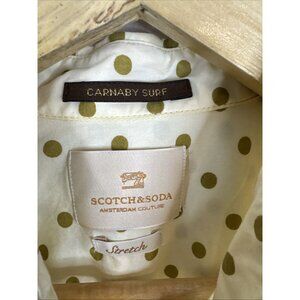 CARNABY SURF
SCOTCH&SODA
AMSTERDAM COUTURE
Stretch